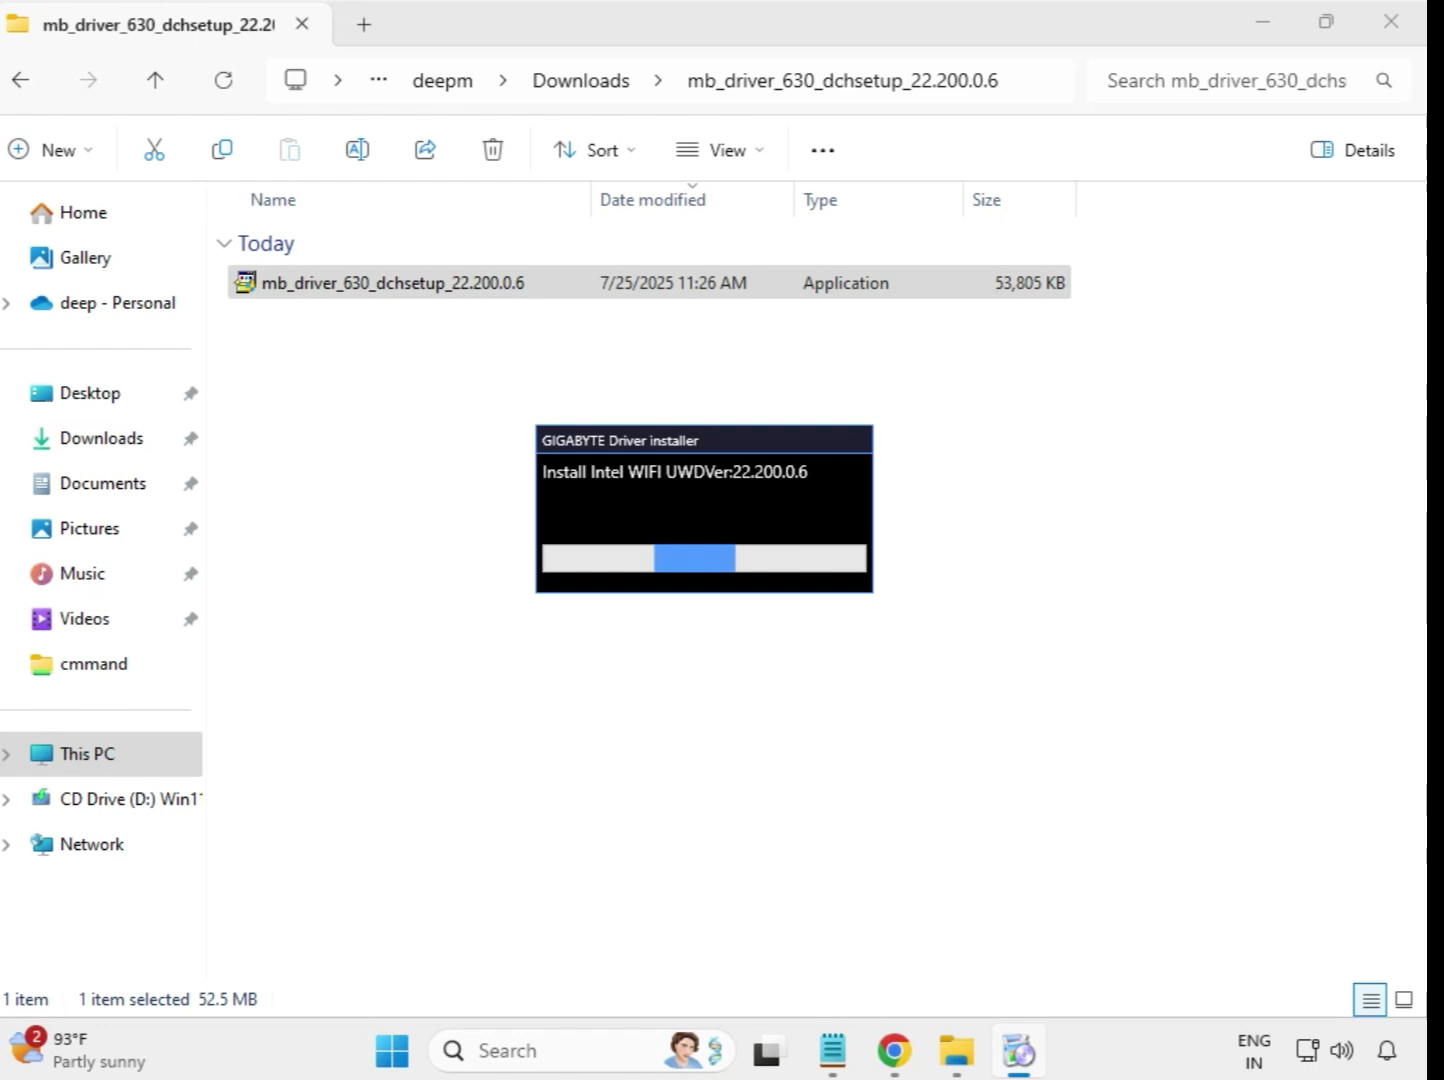 mb_driver_630_dchsetup_22.2
deepm
Downloads
mb_driver_630_dchsetup_22.200.0.6
Search mb_driver_630_dchs
New
Sort
View
Details
Name
Date modified
Type
Size
Today
mb_driver_630_dchsetup_22.200.0.6
7/25/2025 11:26 AM
Application
53,805 KB
Home
Gallery
deep - Personal
Desktop
Downloads
Documents
Pictures
Music
Videos
cmmand
This PC
CD Drive (D:) Win1
Network
GIGABYTE Driver installer
Install Intel WIFI UWDVer:22.200.0.6
1 item
1 item selected 52.5 MB
2
93°F
Partly sunny
Search
ENG
IN